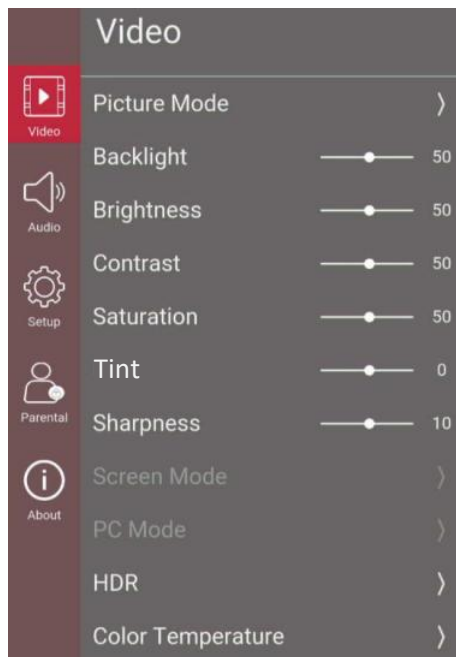 Video
Video
Picture Mode
Backlight 50
Brightness 50
Audio
Contrast 50
Setup
Saturation 50
Tint 0
Parental
Sharpness 10
Screen Mode
About
PC Mode
HDR
Color Temperature